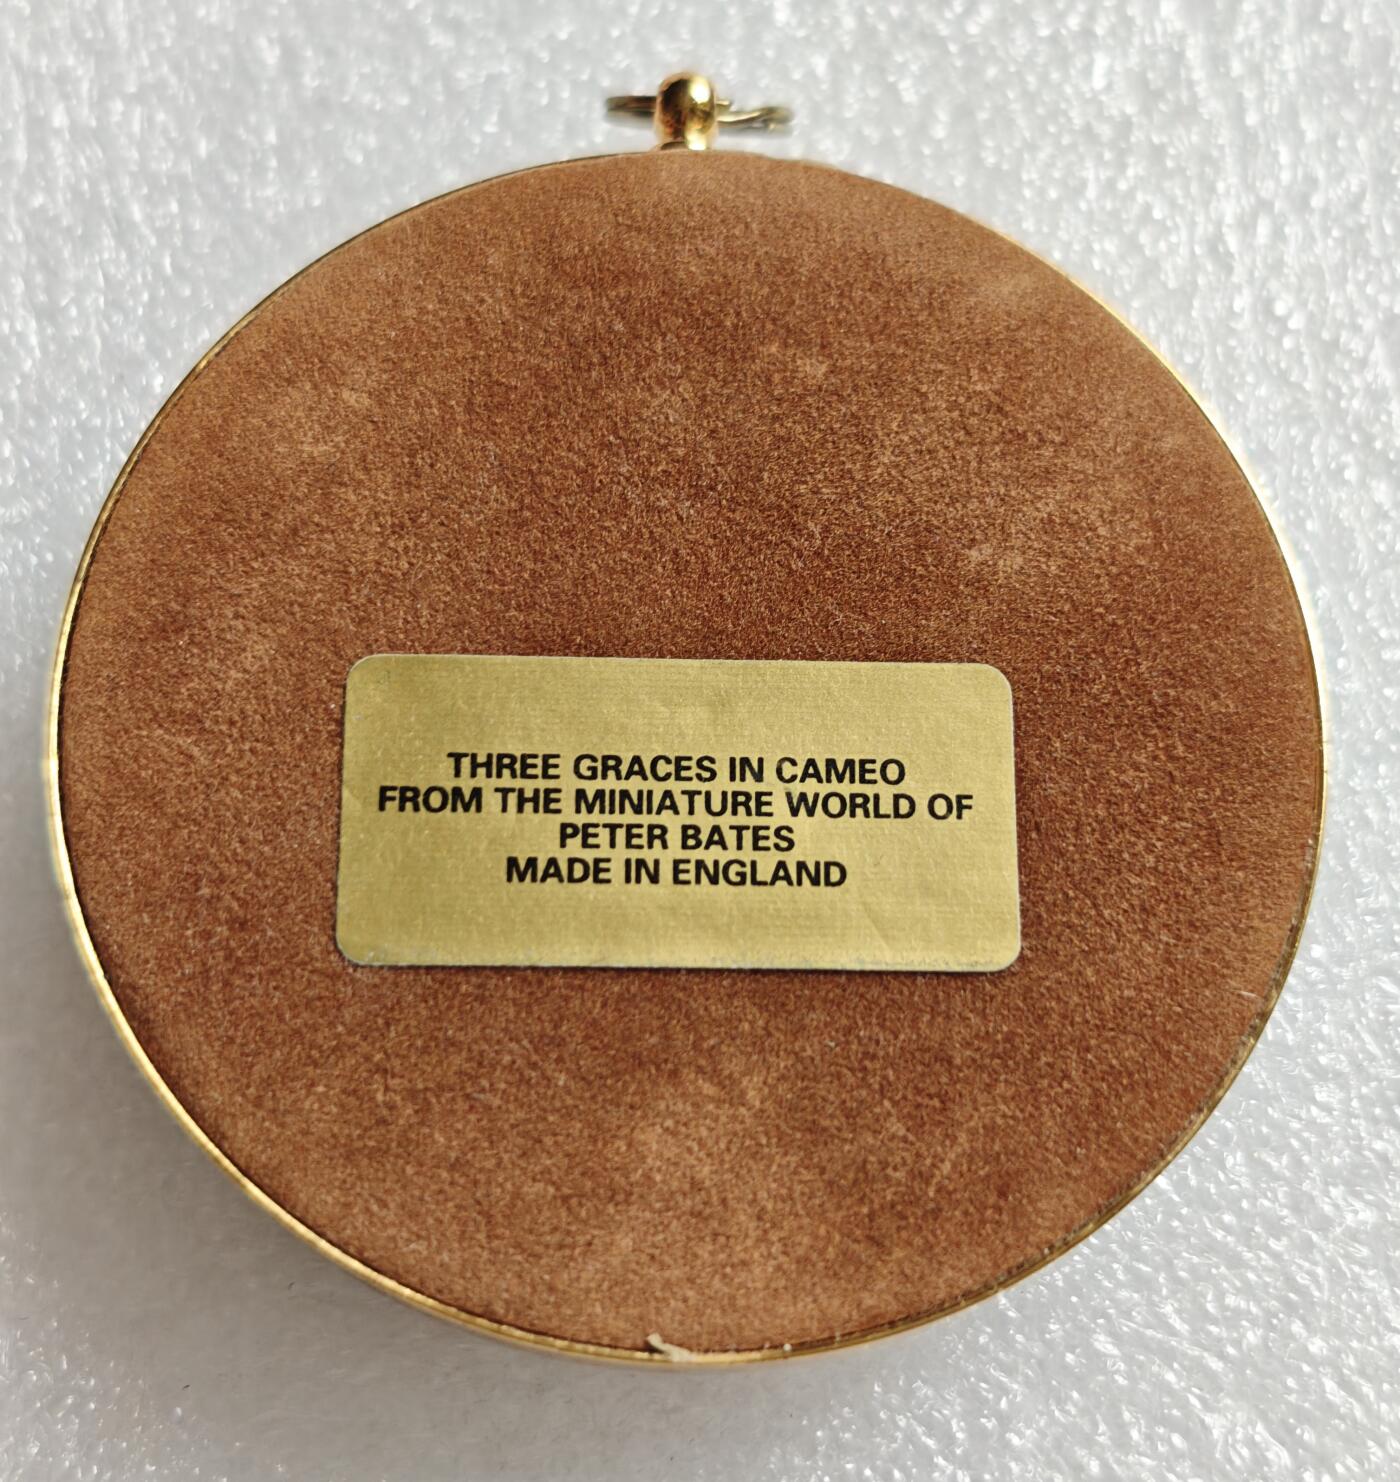 THREE GRACES IN CAMEO
FROM THE MINIATURE WORLD OF
PETER BATES
MADE IN ENGLAND